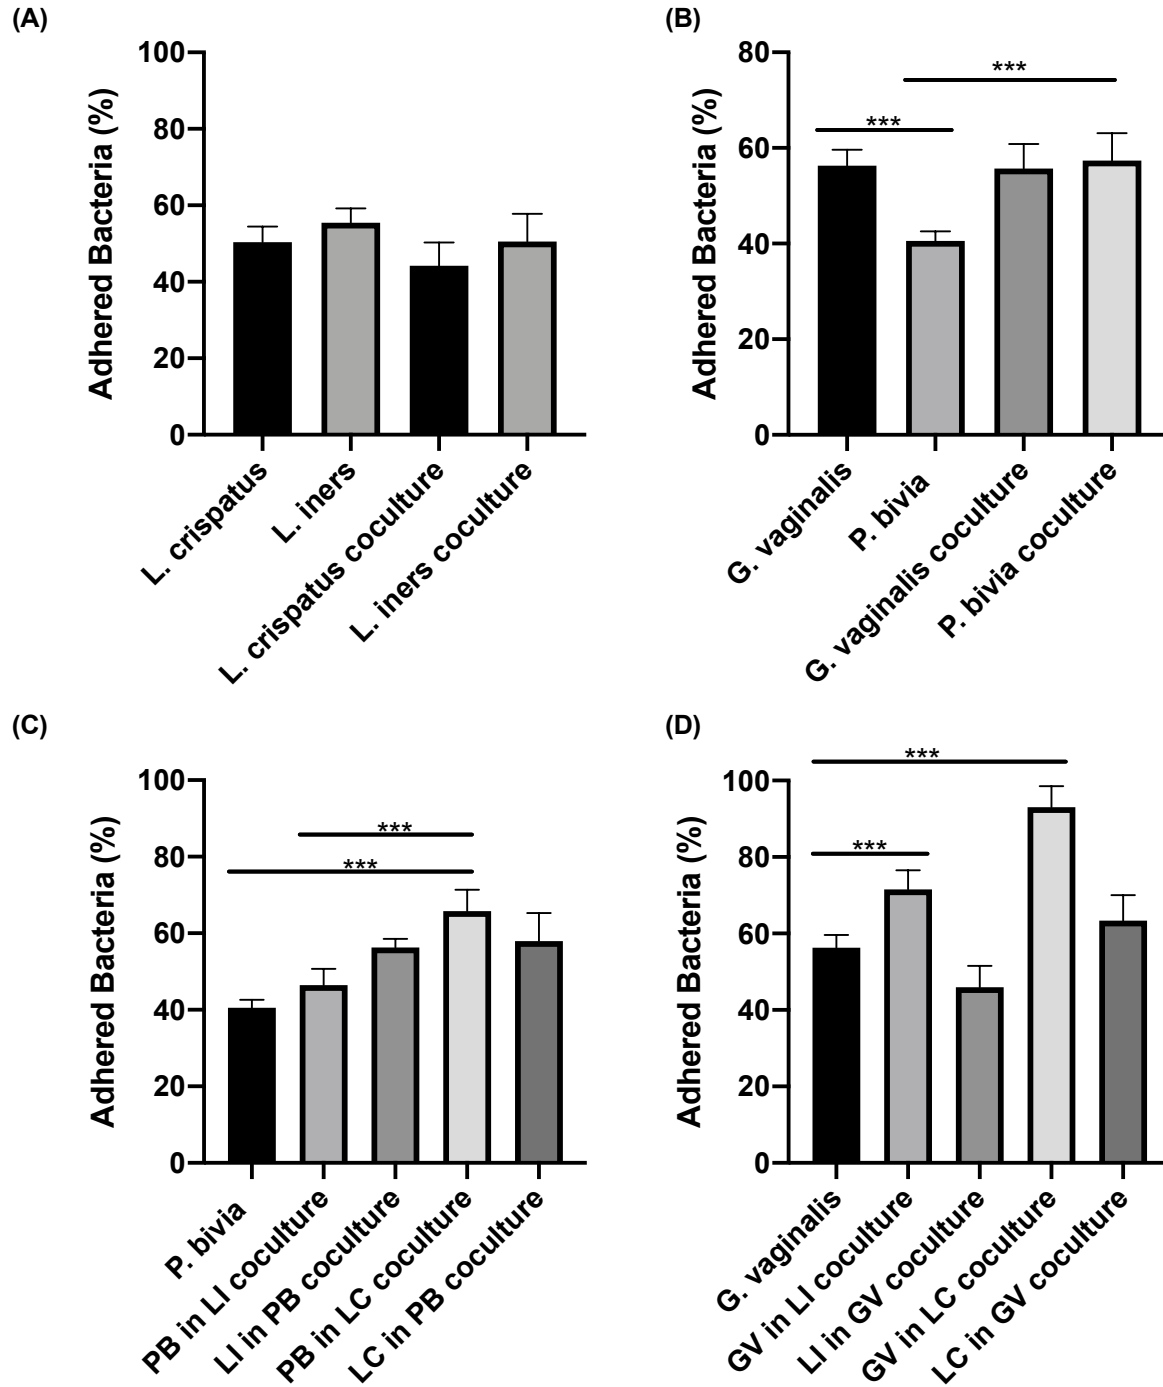 (A)
Adhered Bacteria (%)
100
80
60
40
20
0
L. crispatus
L. iners
L. crispatus coculture
L. iners coculture
(B)
Adhered Bacteria (%)
80
60
40
20
0
***
***
G. vaginalis
P. bivia
G. vaginalis coculture
P. bivia coculture
(C)
Adhered Bacteria (%)
100
80
60
40
20
0
***
***
P. bivia
PB in LI coculture
LI in PB coculture
PB in LC coculture
LC in PB coculture
(D)
Adhered Bacteria (%)
100
80
60
40
20
0
***
***
G. vaginalis
GV in LI coculture
LI in GV coculture
GV in LC coculture
LC in GV coculture